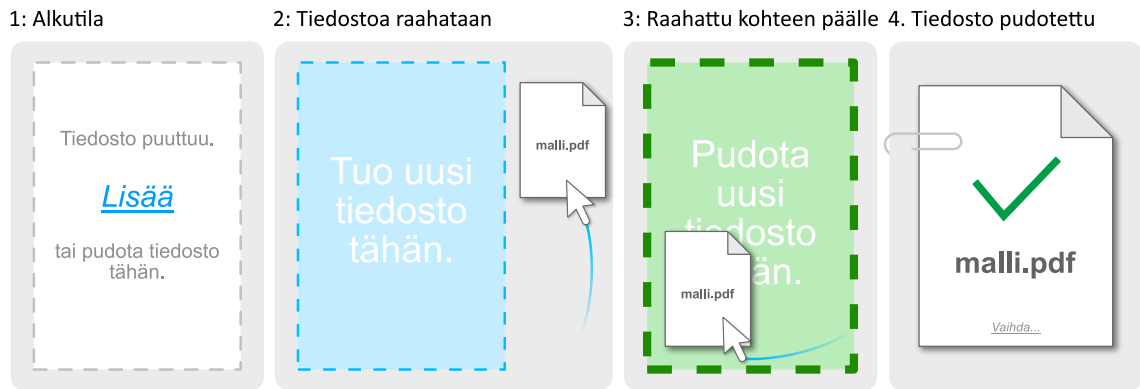 1: Alkutila
Tiedosto puuttuu.
Lisää
tai pudota tiedosto
tähän.
2: Tiedostoa raahataan
Tuo uusi
tiedosto
tähän.
malli.pdf
3: Raahattu kohteen päälle
Pudota
uusi
tiedosto
än.
malli.pdf
4. Tiedosto pudotettu
malli.pdf
Vaihda...